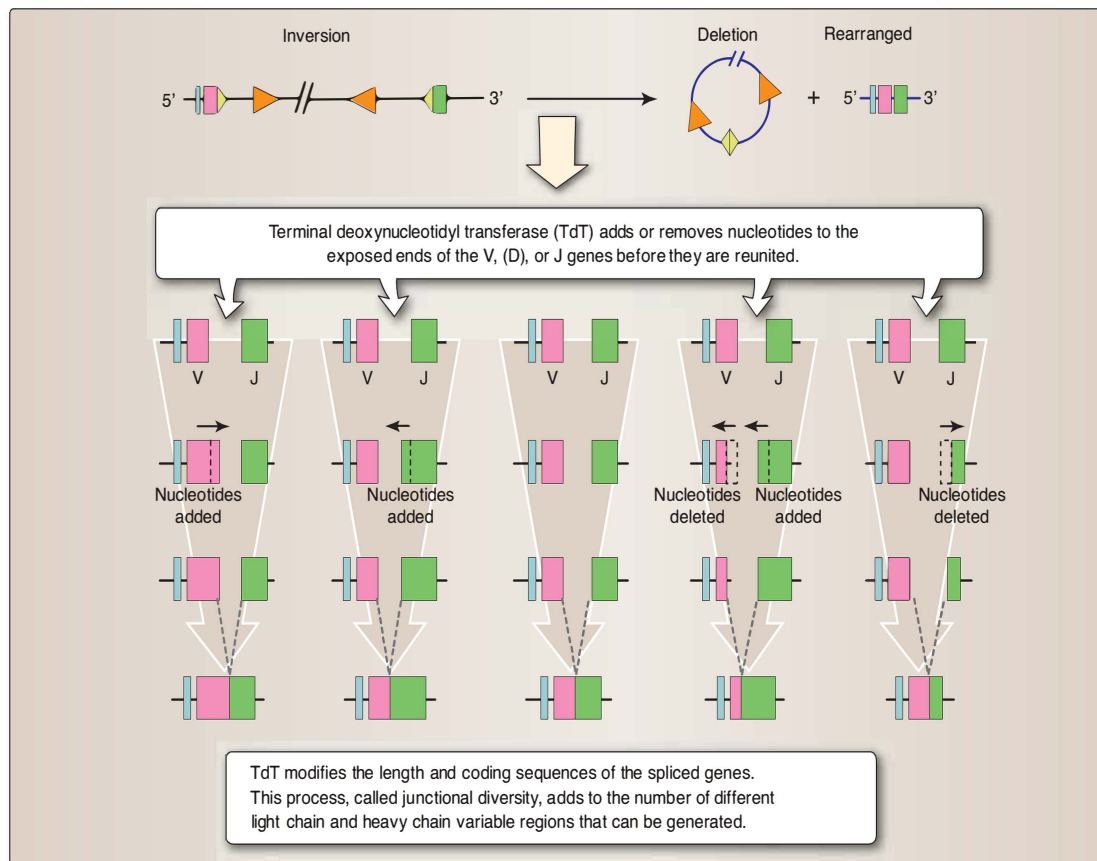 Inversion
Deletion
Rearranged
5’
3’
+
5’
3’
Terminal deoxynucleotidyl transferase (TdT) adds or removes nucleotides to the
exposed ends of the V, (D), or J genes before they are reunited.
V J V J V J V J V J
Nucleotides
added
Nucleotides
added
Nucleotides
deleted
Nucleotides
added
Nucleotides
deleted
TdT modifies the length and coding sequences of the spliced genes.
This process, called junctional diversity, adds to the number of different
light chain and heavy chain variable regions that can be generated.